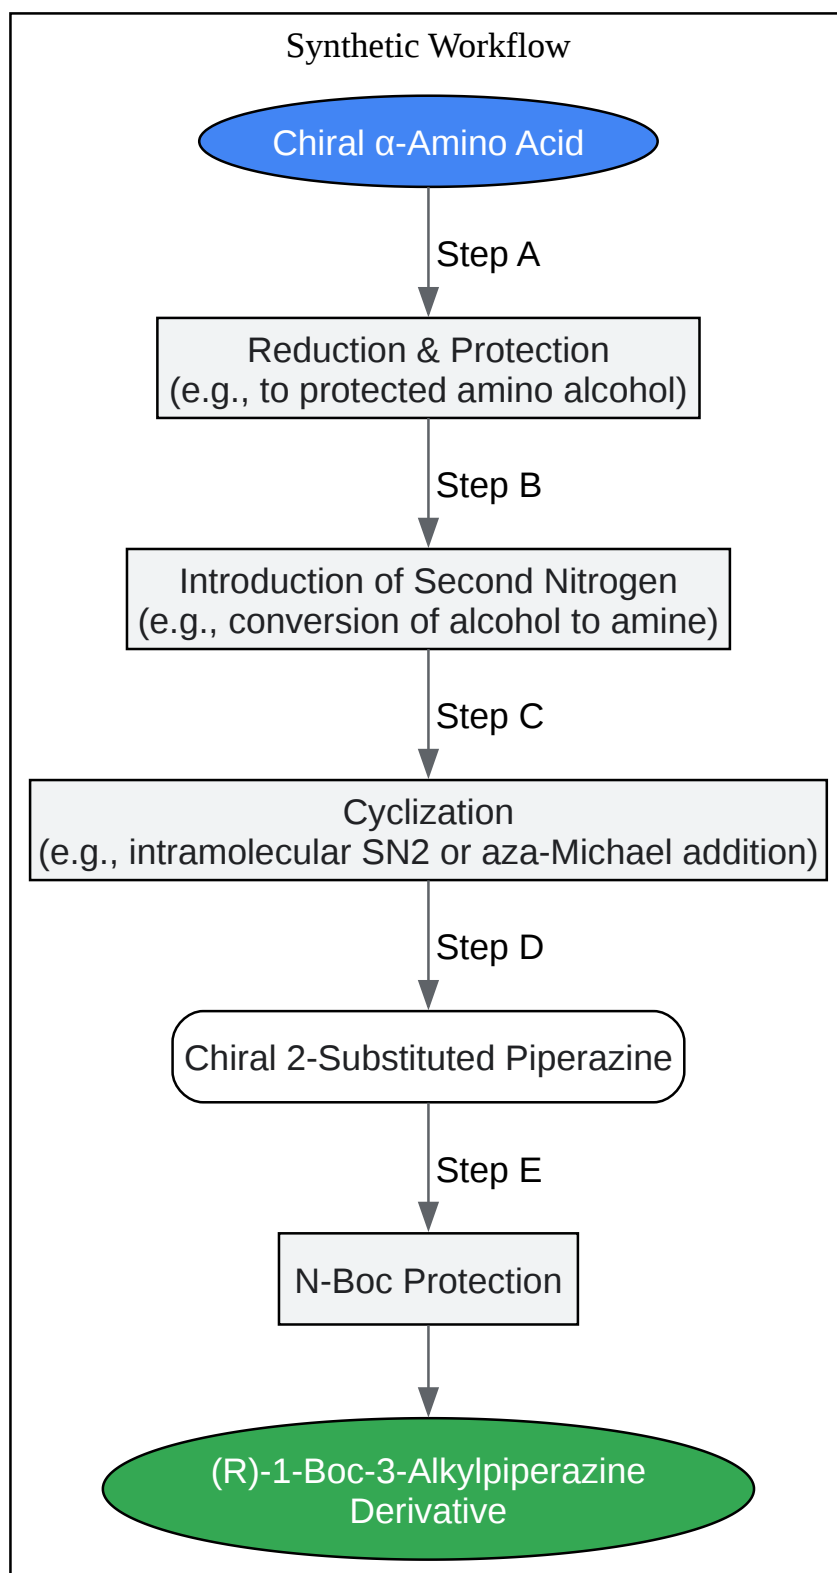 Synthetic Workflow
Chiral α-Amino Acid
Step A
Reduction & Protection
(e.g., to protected amino alcohol)
Step B
Introduction of Second Nitrogen
(e.g., conversion of alcohol to amine)
Step C
Cyclization
(e.g., intramolecular SN2 or aza-Michael addition)
Step D
Chiral 2-Substituted Piperazine
Step E
N-Boc Protection
(R)-1-Boc-3-Alkylpiperazine
Derivative